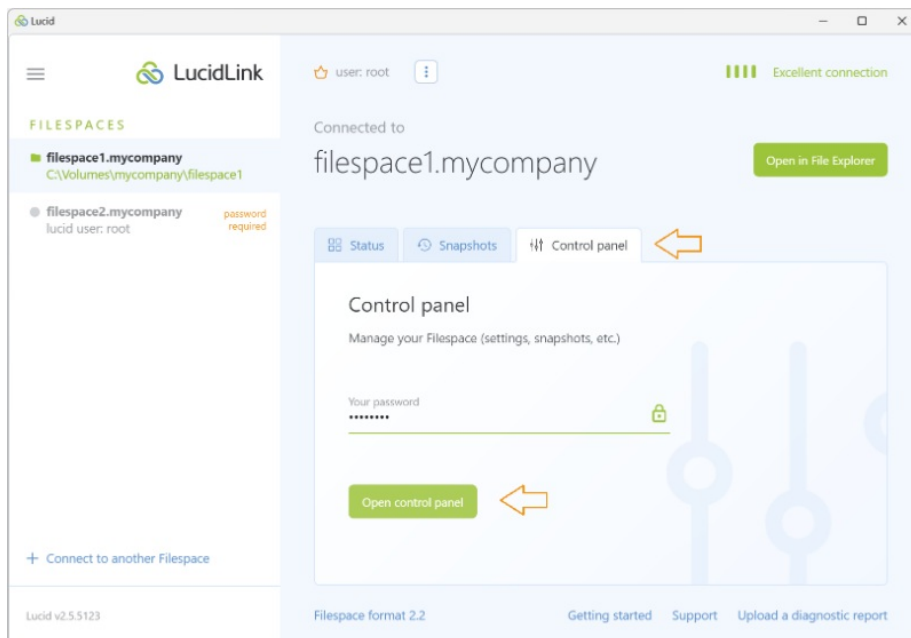 Lucid
LucidLink
FILESPACES
filespace1.mycompany
C:\Volumes\mycompany\filespace1
filespace2.mycompany
lucid user: root
password
required
+ Connect to another Filespace
Lucid v2.5.5123
user: root
Excellent connection
Connected to
filespace1.mycompany
Open in File Explorer
Status
Snapshots
Control panel
Control panel
Manage your Filespace (settings, snapshots, etc.)
Your password
••••••••
Open control panel
Filespace format 2.2
Getting started
Support
Upload a diagnostic report